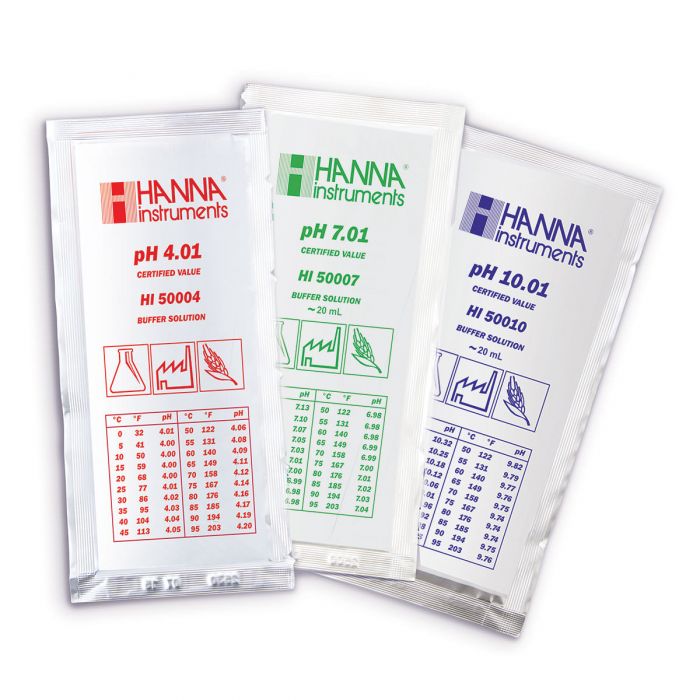 HANNA®
instruments
pH 4.01
CERTIFIED VALUE
HI 50004
BUFFER SOLUTION
°C °F pH °C °F pH
0 32 4.01 50 122 4.06
5 41 4.00 55 131 4.08
10 50 4.00 60 140 4.09
15 59 4.00 65 149 4.11
20 68 4.00 70 158 4.12
25 77 4.01 75 167 4.14
30 86 4.02 80 176 4.16
35 95 4.03 85 185 4.17
40 104 4.04 90 194 4.19
45 113 4.05 95 203 4.20
HANNA®
instruments
pH 7.01
CERTIFIED VALUE
HI 50007
BUFFER SOLUTION
~20 mL
pH °C °F pH
7.13 50 122 6.98
7.10 55 131 6.98
7.07 60 140 6.98
7.05 65 149 6.99
7.03 70 158 6.99
7.01 75 167 7.00
7.00 80 176 7.01
85 185 7.02
6.98 90 194 7.03
6.98 95 203 7.04
HANNA®
instruments
pH 10.01
CERTIFIED VALUE
HI 50010
BUFFER SOLUTION
~20 mL
pH °C °F pH
10.32 50 122 9.82
10.25 55 131 9.79
10.18 60 140 9.77
10.12 65 149 9.76
70 158 9.75
75 167 9.74
80 176 9.74
85 185 9.74
90 194 9.75
95 203 9.76